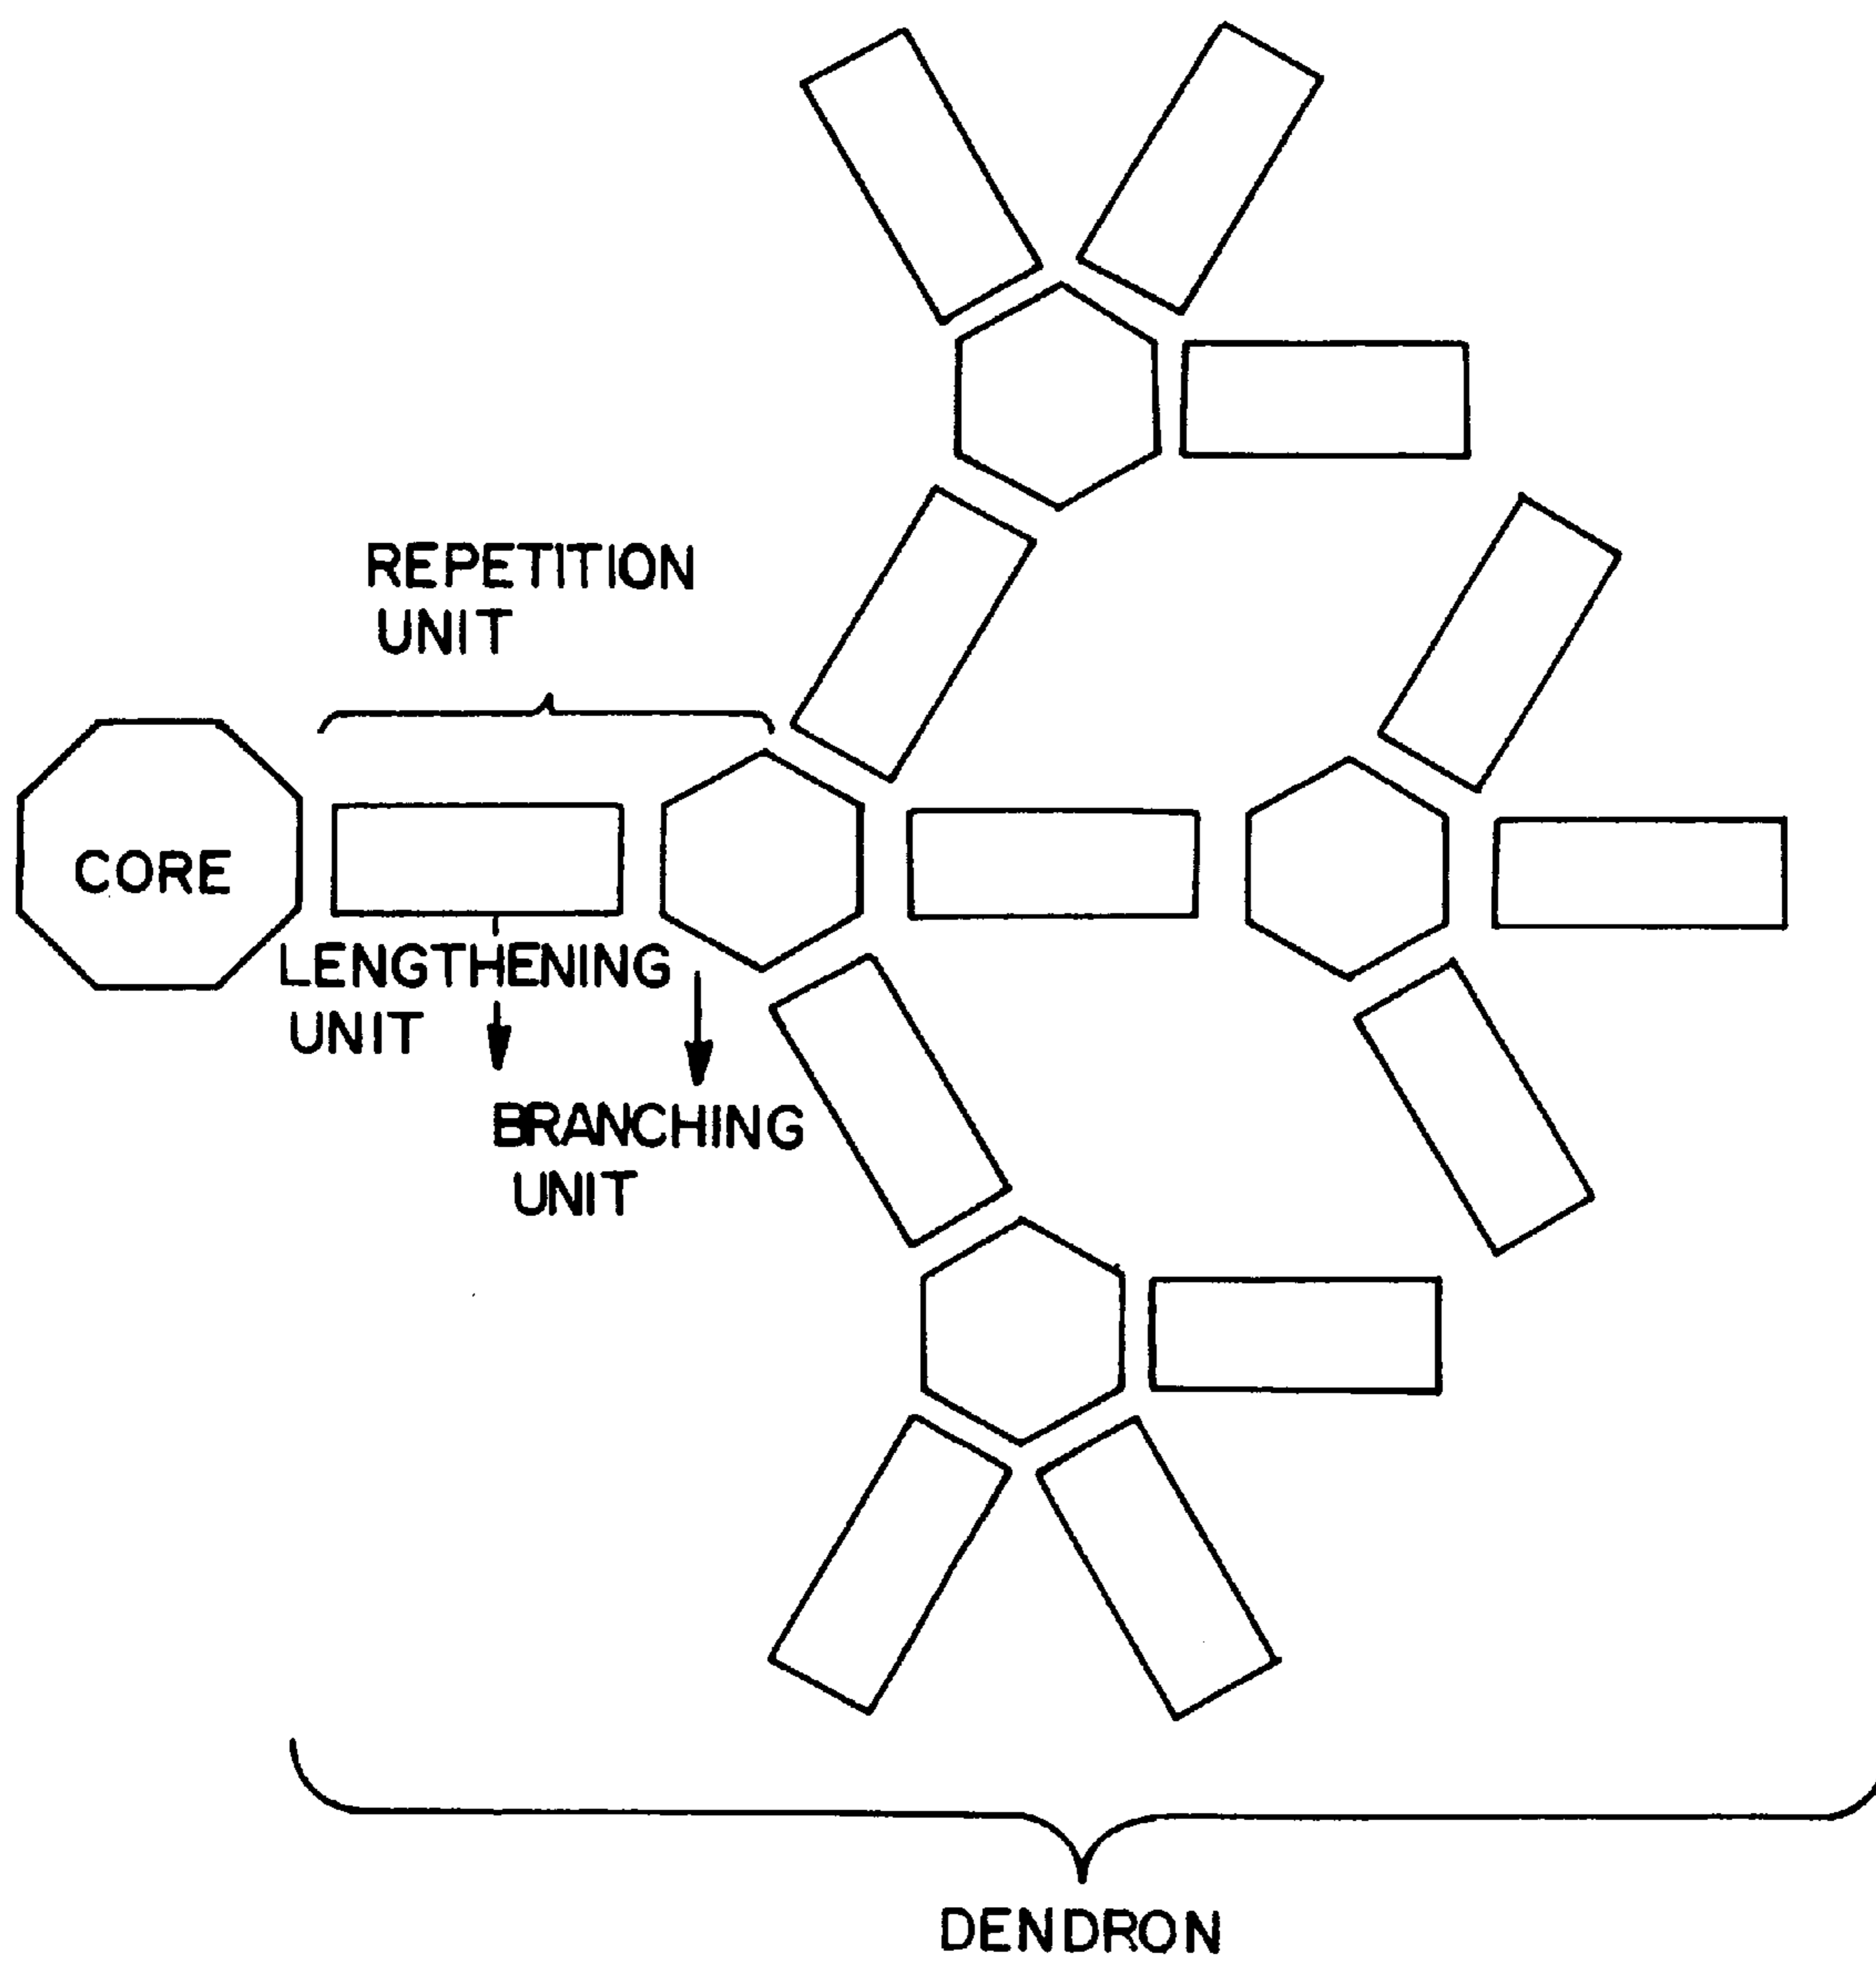 REPETITION
UNIT
CORE
LENGTHENING
UNIT
BRANCHING
UNIT
DENDRON